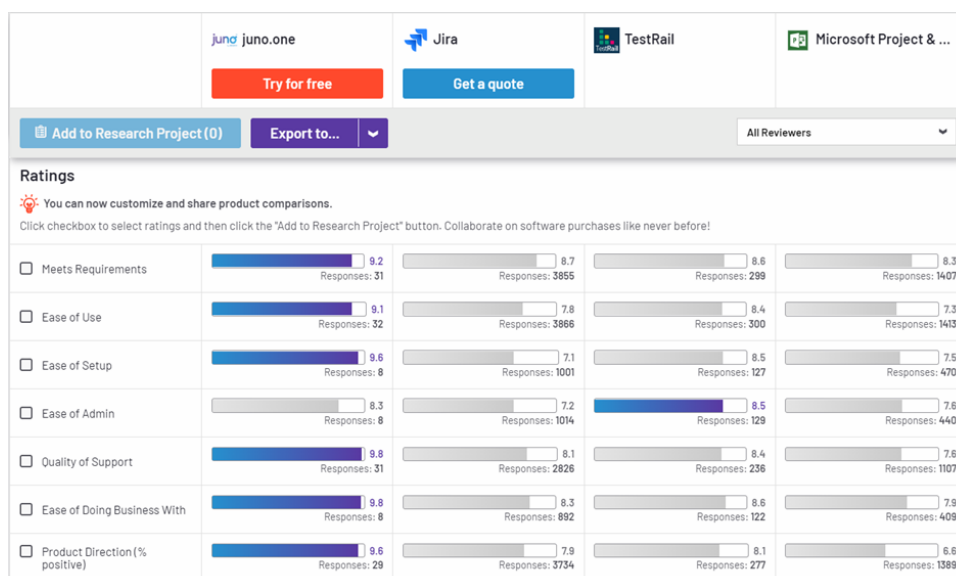 juno juno.one
Jira
TestRail
TestRail
Microsoft Project & ...
Try for free
Get a quote
Add to Research Project (0)
Export to...
All Reviewers
Ratings
You can now customize and share product comparisons.
Click checkbox to select ratings and then click the "Add to Research Project" button. Collaborate on software purchases like never before!
Meets Requirements
9.2
Responses: 31
8.7
Responses: 3855
8.6
Responses: 299
8.3
Responses: 1407
Ease of Use
9.1
Responses: 32
7.8
Responses: 3866
8.4
Responses: 300
7.3
Responses: 1413
Ease of Setup
9.6
Responses: 8
7.1
Responses: 1001
8.5
Responses: 127
7.5
Responses: 470
Ease of Admin
8.3
Responses: 8
7.2
Responses: 1014
8.5
Responses: 129
7.6
Responses: 440
Quality of Support
9.8
Responses: 31
8.1
Responses: 2826
8.4
Responses: 236
7.6
Responses: 1107
Ease of Doing Business With
9.8
Responses: 8
8.3
Responses: 892
8.6
Responses: 122
7.9
Responses: 409
Product Direction (%
positive)
9.6
Responses: 29
7.9
Responses: 3734
8.1
Responses: 277
6.6
Responses: 1389